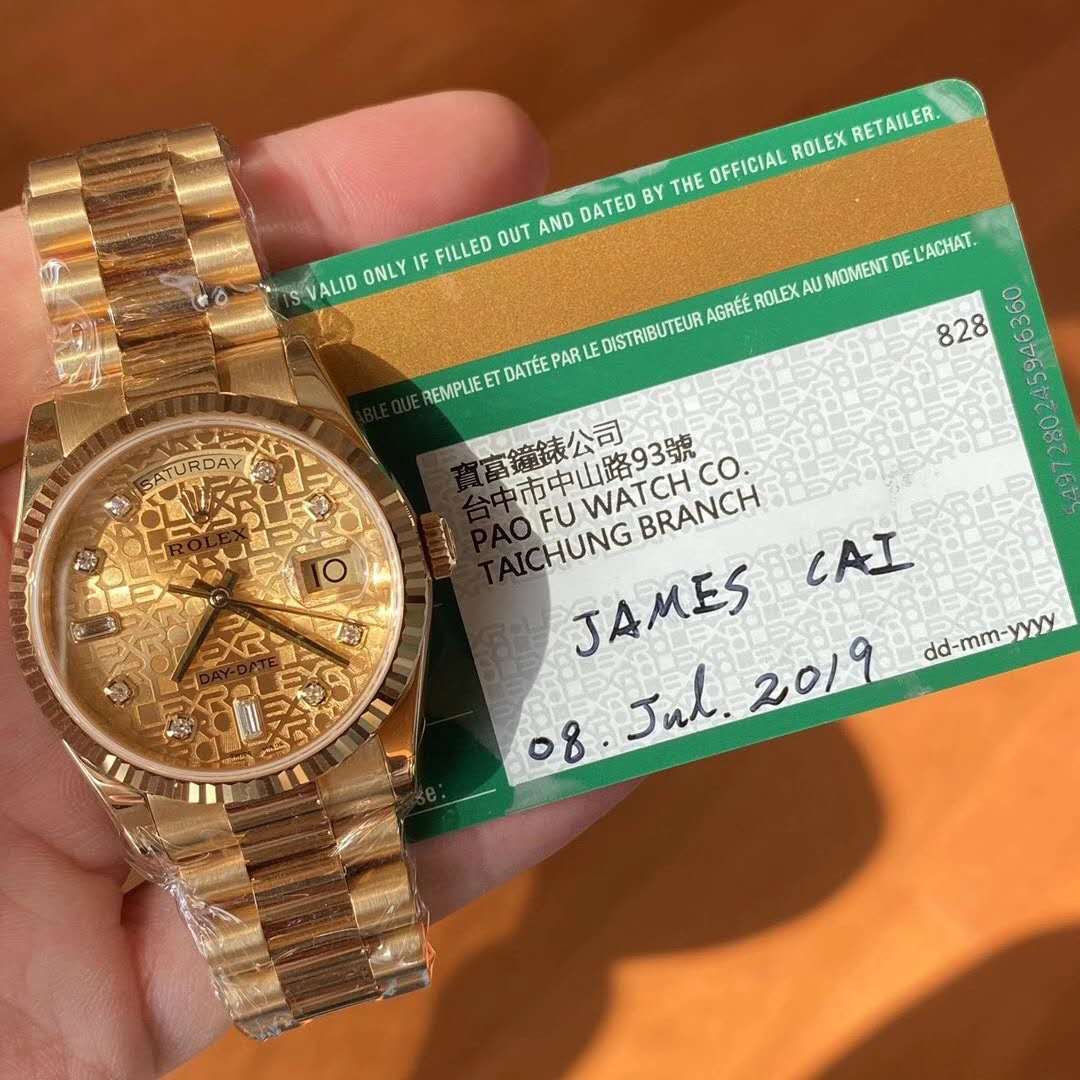 SATURDAY
ROLEX
10
DAY-DATE
IS VALID ONLY IF FILLED OUT AND DATED BY THE OFFICIAL ROLEX RETAILER.
ABLE QUE REMPLIE ET DATÉE PAR LE DISTRIBUTEUR AGRÉÉ ROLEX AU MOMENT DE L'ACHAT.
828
寶富鐘錶公司
台中市中山路93號
PAO FU WATCH CO.
TAICHUNG BRANCH
JAMES CAI
dd-mm-yyyy
08. Jul. 2019
se: